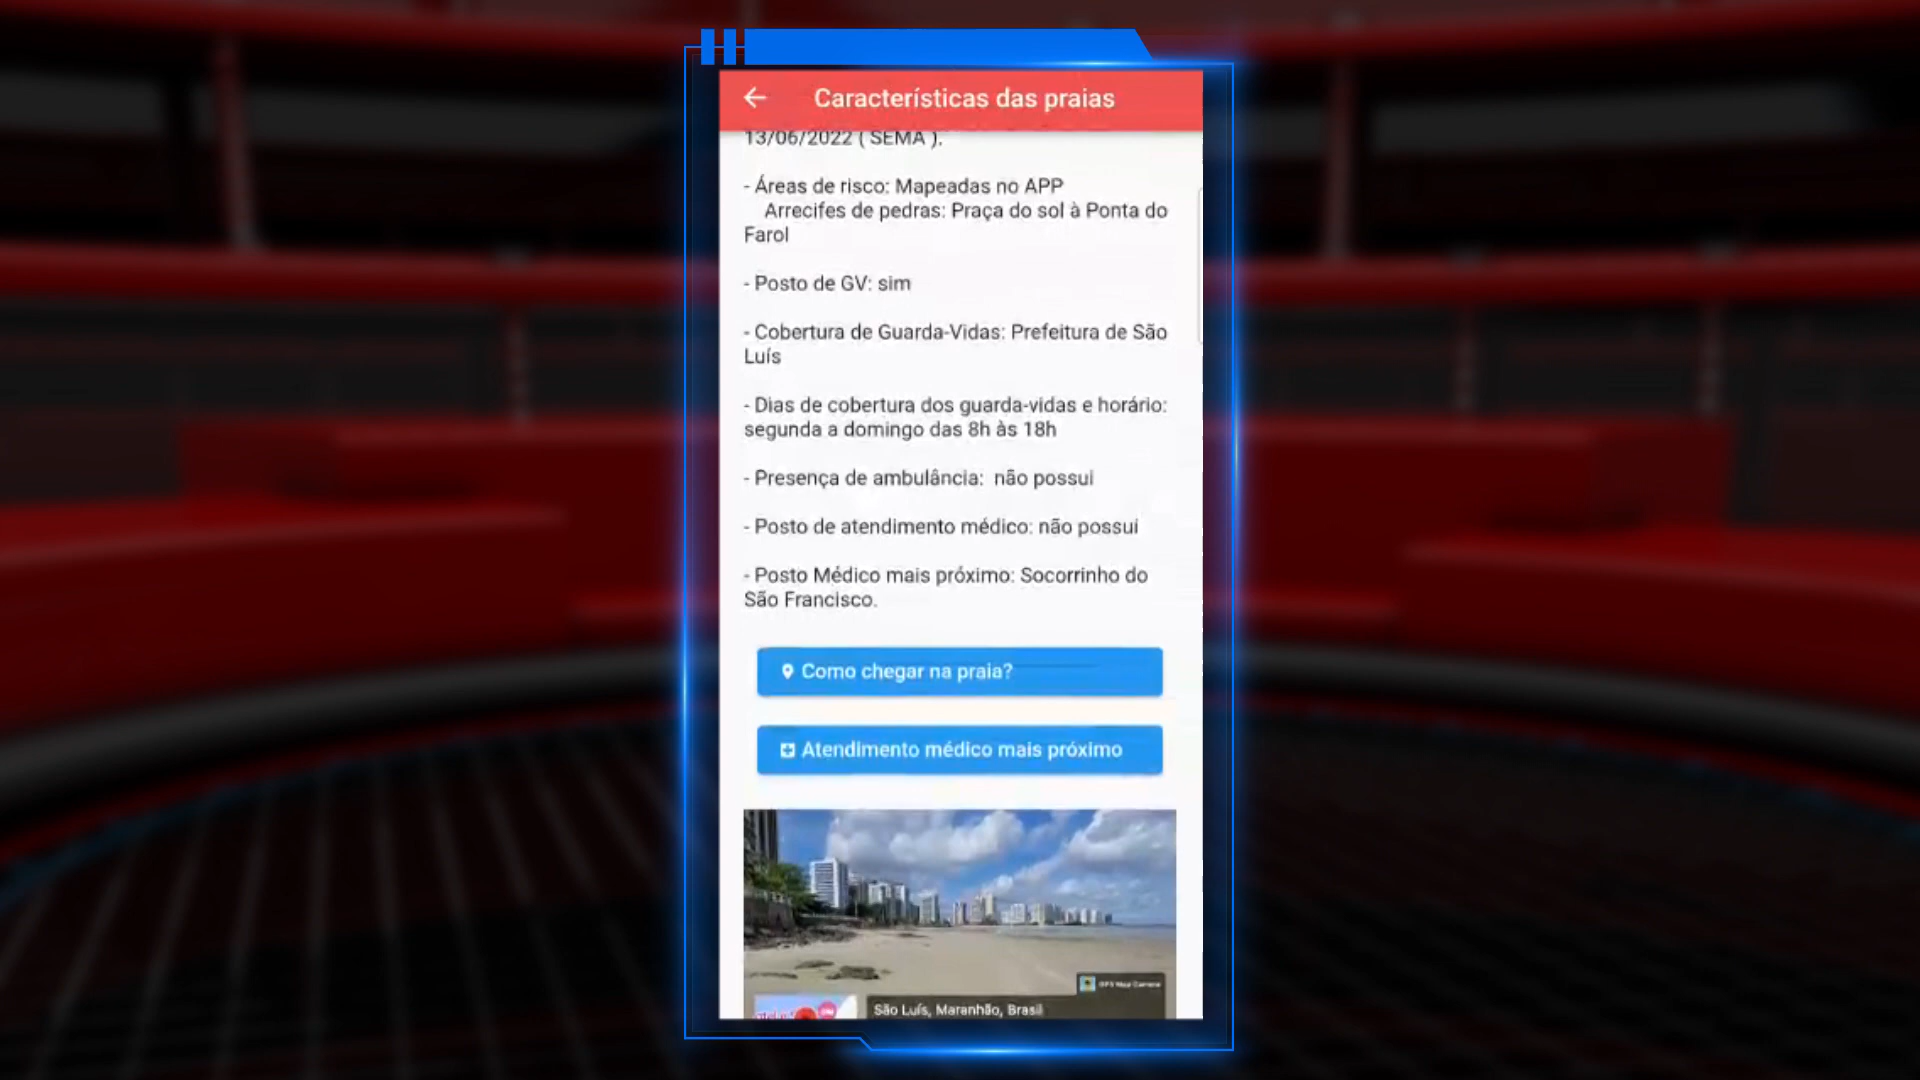 Características das praias
13/06/2022 ( SEMA ).
- Áreas de risco: Mapeadas no APP
Arrecifes de pedras: Praça do sol à Ponta do
Farol
- Posto de GV: sim
- Cobertura de Guarda-Vidas: Prefeitura de São
Luís
- Dias de cobertura dos guarda-vidas e horário:
segunda a domingo das 8h às 18h
- Presença de ambulância:  não possui
- Posto de atendimento médico: não possui
- Posto Médico mais próximo: Socorrinho do
São Francisco.
Como chegar na praia?
Atendimento médico mais próximo
GPS Map Camera
São Luís, Maranhão, Brasil